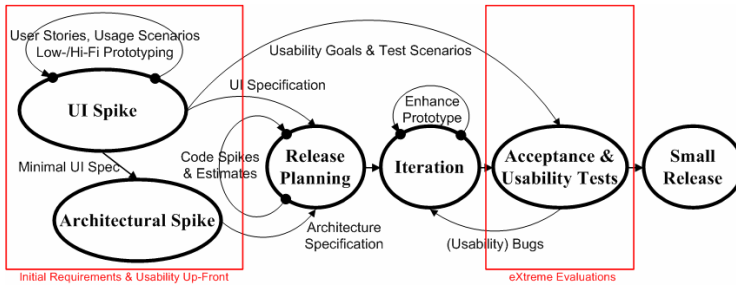 User Stories, Usage Scenarios
Low-/Hi-Fi Prototyping
Usability Goals & Test Scenarios
UI Specification
UI Spike
Enhance
Prototype
Minimal UI Spec
Code Spikes
& Estimates
Release
Planning
Iteration
Acceptance &
Usability Tests
Small
Release
Architectural Spike
Architecture
Specification
(Usability) Bugs
Initial Requirements & Usability Up-Front
eXtreme Evaluations